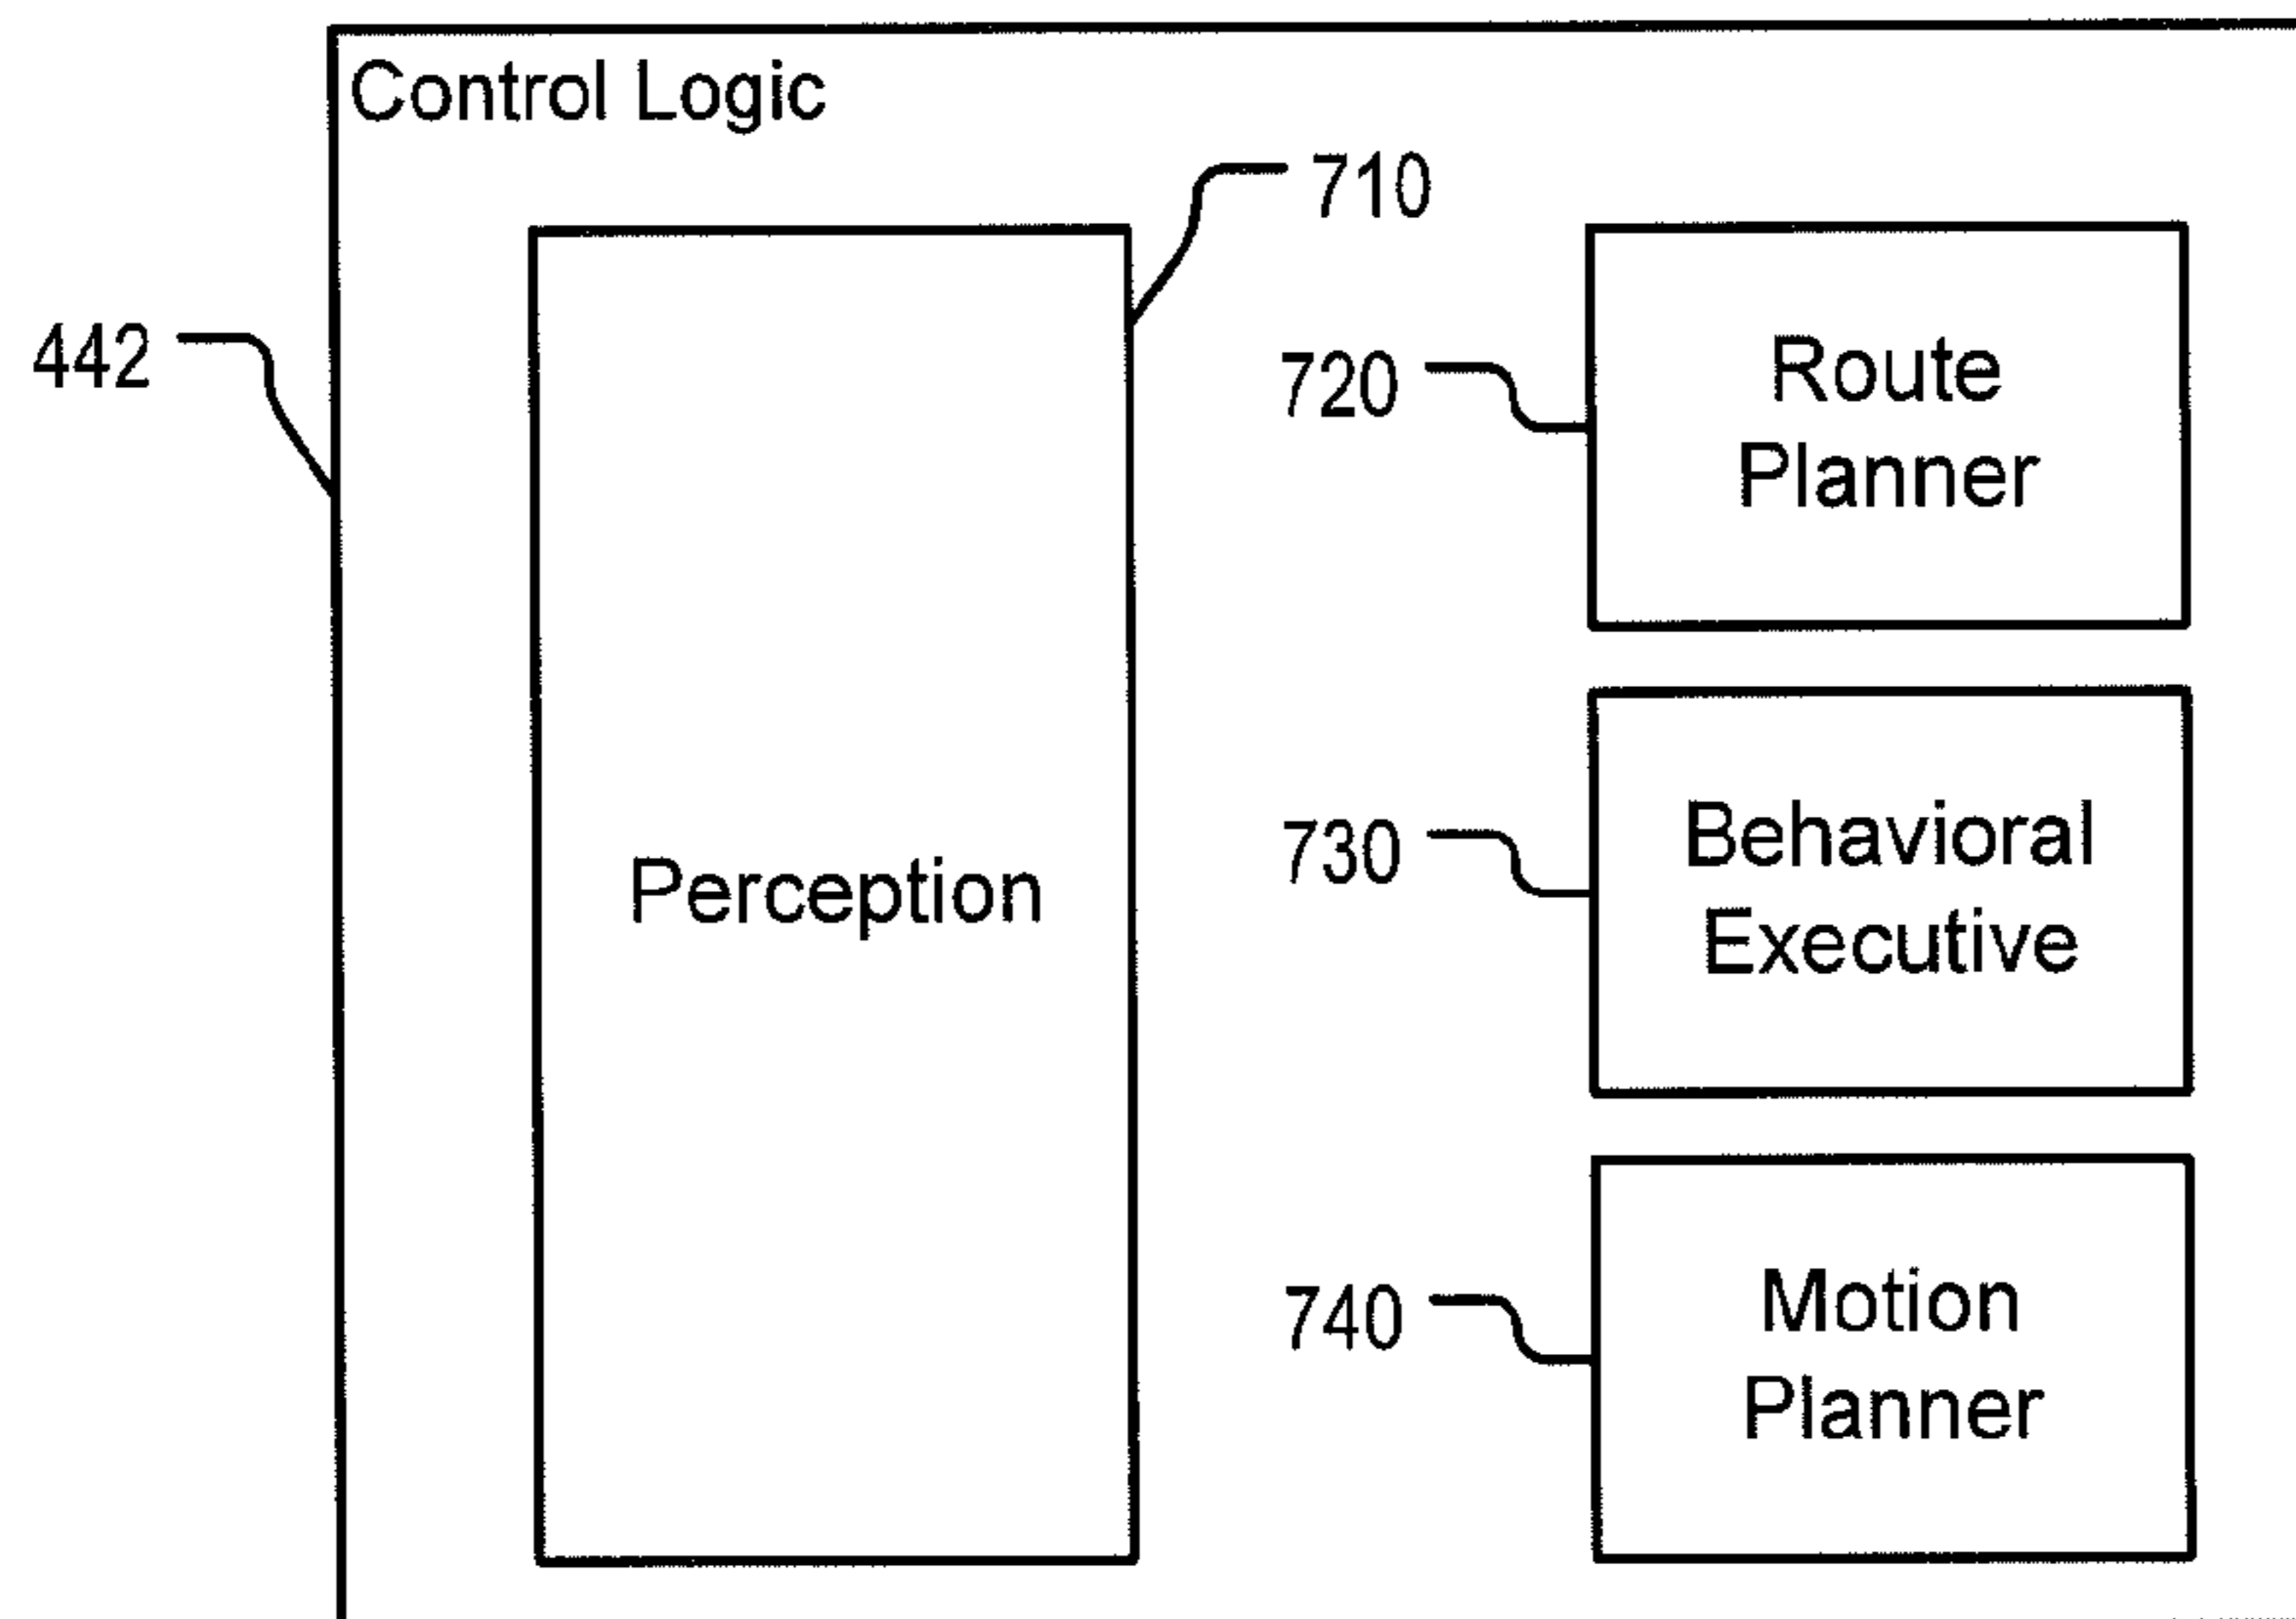 Control Logic
710
442
720
Route
Planner
730
Behavioral
Executive
Perception
740
Motion
Planner